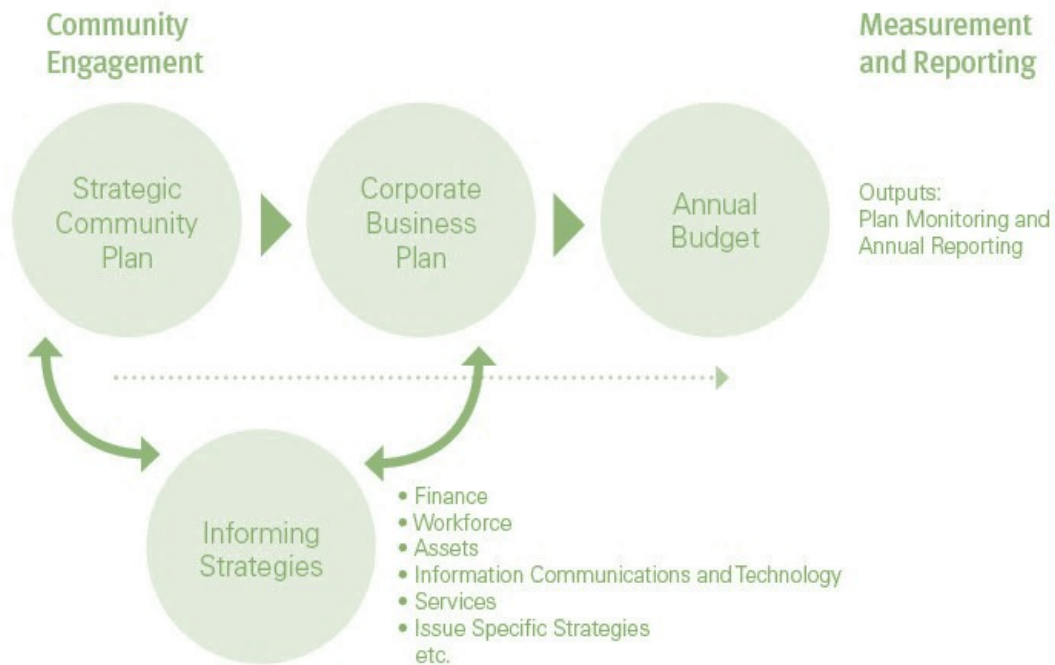 Community
Engagement
Measurement
and Reporting
Strategic
Community
Plan
Corporate
Business
Plan
Annual
Budget
Outputs:
Plan Monitoring and
Annual Reporting
Informing
Strategies
• Finance
• Workforce
• Assets
• Information Communications and Technology
• Services
• Issue Specific Strategies
etc.